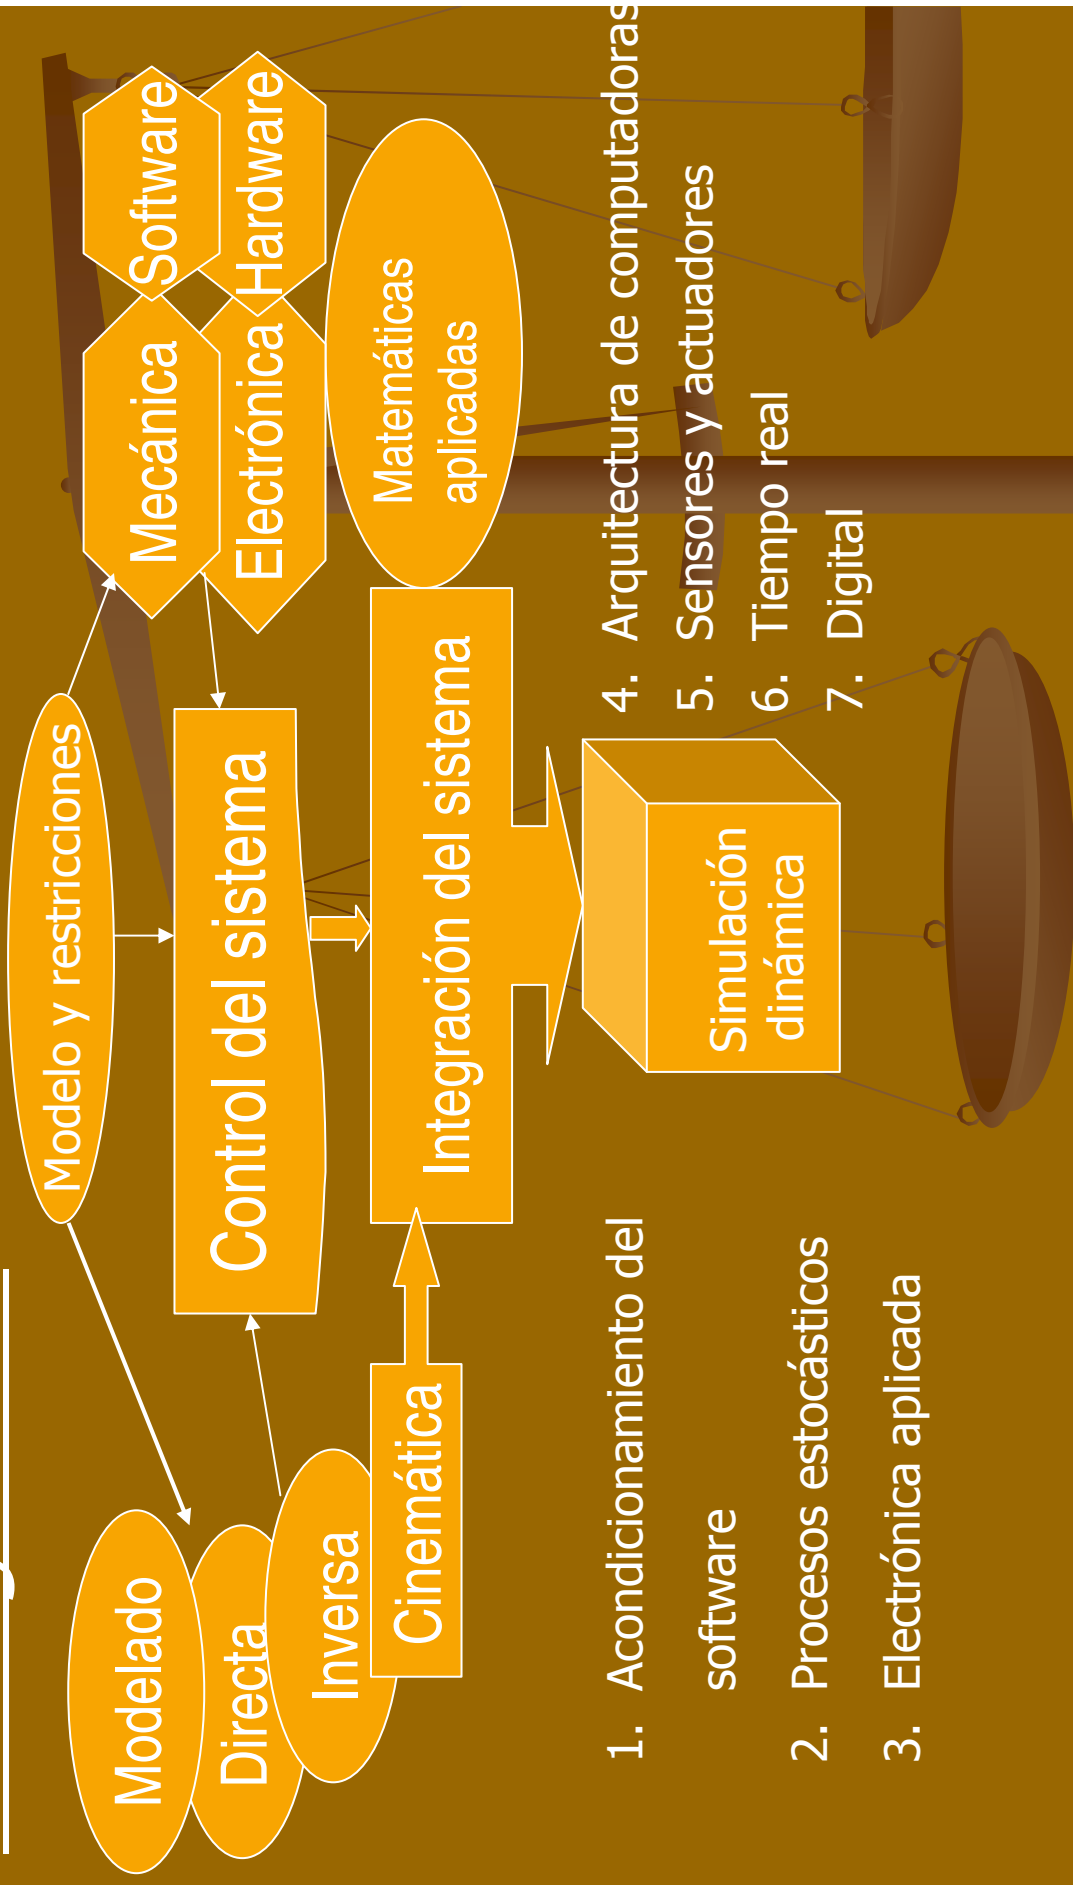 Modelo y restricciones
Modelado
Directa
Inversa
Cinemática
Control del sistema
Mecánica
Software
Electrónica
Hardware
Matemáticas
aplicadas
Integración del sistema
Simulación
dinámica
1. Acondicionamiento del
software
2. Procesos estocásticos
3. Electrónica aplicada
4. Arquitectura de computadoras
5. Sensores y actuadores
6. Tiempo real
7. Digital